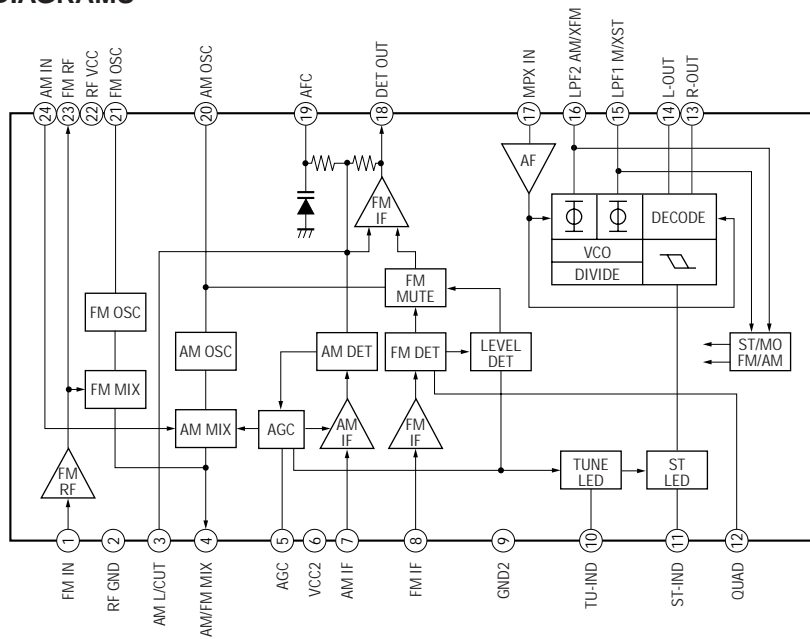 DIAGRAMS
AM IN
FM RF
RF VCC
FM OSC
AM OSC
AFC
DET OUT
MPX IN
LPF2 AM/XFM
LPF1 M/XST
L-OUT
R-OUT
24
23
22
21
20
19
18
17
16
15
14
13
AF
FM
IF
DECODE
VCO
DIVIDE
FM
MUTE
FM OSC
AM OSC
AM DET
FM DET
LEVEL
DET
ST/MO
FM/AM
FM MIX
AM MIX
AGC
AM
IF
FM
IF
FM
RF
TUNE
LED
ST
LED
1
2
3
4
5
6
7
8
9
10
11
12
FM IN
RF GND
AM L/CUT
AM/FM MIX
AGC
VCC2
AM IF
FM IF
GND2
TU-IND
ST-IND
QUAD